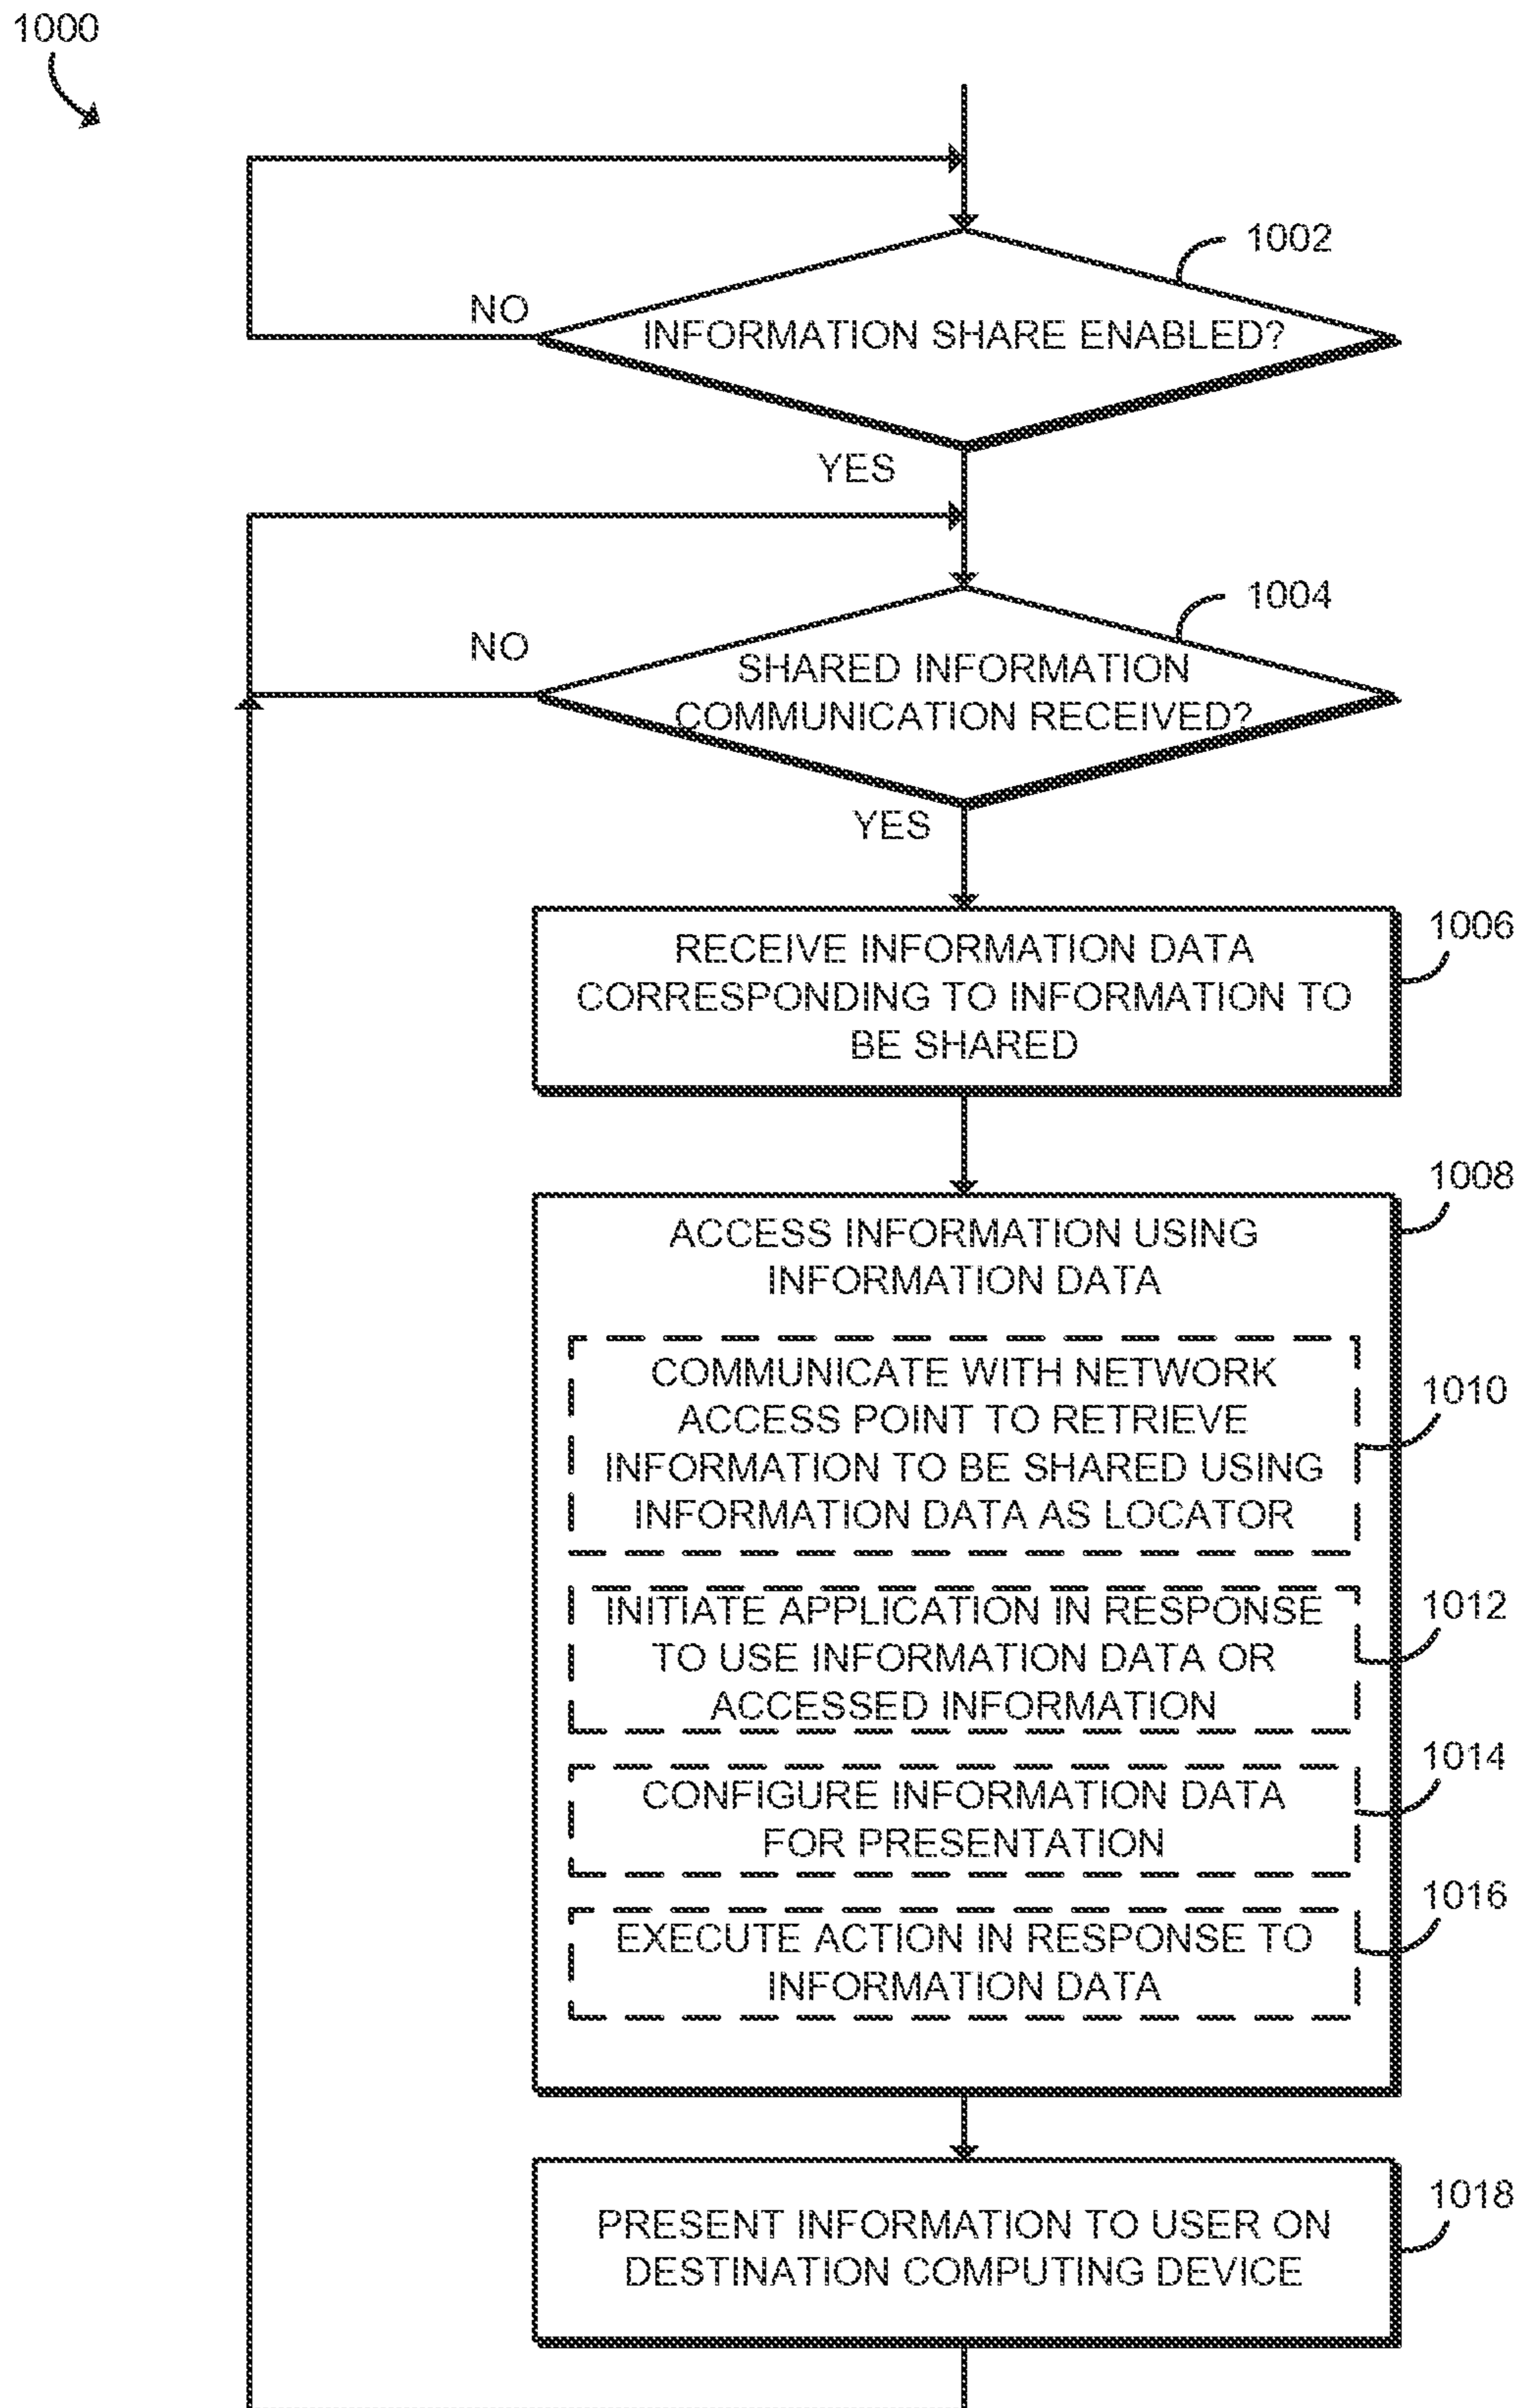 1000
1002
NO
INFORMATION SHARE ENABLED?
YES
1004
NO
SHARED INFORMATION
COMMUNICATION RECEIVED?
YES
1006
RECEIVE INFORMATION DATA
CORRESPONDING TO INFORMATION TO
BE SHARED
1008
ACCESS INFORMATION USING
INFORMATION DATA
COMMUNICATE WITH NETWORK
1010
ACCESS POINT TO RETRIEVE
INFORMATION TO BE SHARED USING
INFORMATION DATA AS LOCATOR
1012
INITIATE APPLICATION IN RESPONSE
TO USE INFORMATION DATA OR
ACCESSED INFORMATION
1014
CONFIGURE INFORMATION DATA
FOR PRESENTATION
1016
EXECUTE ACTION IN RESPONSE TO
INFORMATION DATA
1018
PRESENT INFORMATION TO USER ON
DESTINATION COMPUTING DEVICE